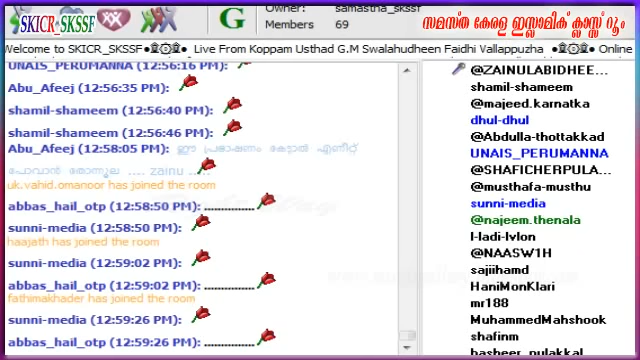 SKICR_SKSSF
G
Owner: samastha_skssf
Members 69
സമസ്ത കേരള ഇസ്ലാമിക് ക്ലാസ്സ് റൂം
Welcome to SKICR_SKSSF●۩۞۩● Live From Koppam Usthad G.M Swalahudheen Faidhi Vallappuzha ●۩۞۩● Online
UNAIS_PERUMANNA (12:56:16 PM):
Abu_Afeej (12:56:35 PM):
shamil-shameem (12:56:40 PM):
shamil-shameem (12:56:46 PM):
Abu_Afeej (12:58:05 PM): ഈ പ്രഭാഷണം കേട്ടാൽ എണീറ്റ്
പോവാൻ തോന്നൂല .... zainu ...
uk.vahid.omanoor has joined the room
abbas_hail_otp (12:58:50 PM): ................
sunni-media (12:58:50 PM):
haajath has joined the room
sunni-media (12:59:02 PM):
abbas_hail_otp (12:59:02 PM): ................
fathimakhader has joined the room
sunni-media (12:59:26 PM):
abbas_hail_otp (12:59:26 PM): ................
@ZAINULABIDHEE...
shamil-shameem
@majeed.karnatka
dhul-dhul
@Abdulla-thottakkad
UNAIS_PERUMANNA
@SHAFICHERPULA...
@musthafa-musthu
sunni-media
@najeem.thenala
I-ladi-lvlon
@NAASW1H
sajiihamd
HaniMonKlari
mr188
MuhammedMahshook
shafinm
basheer_pulakkal